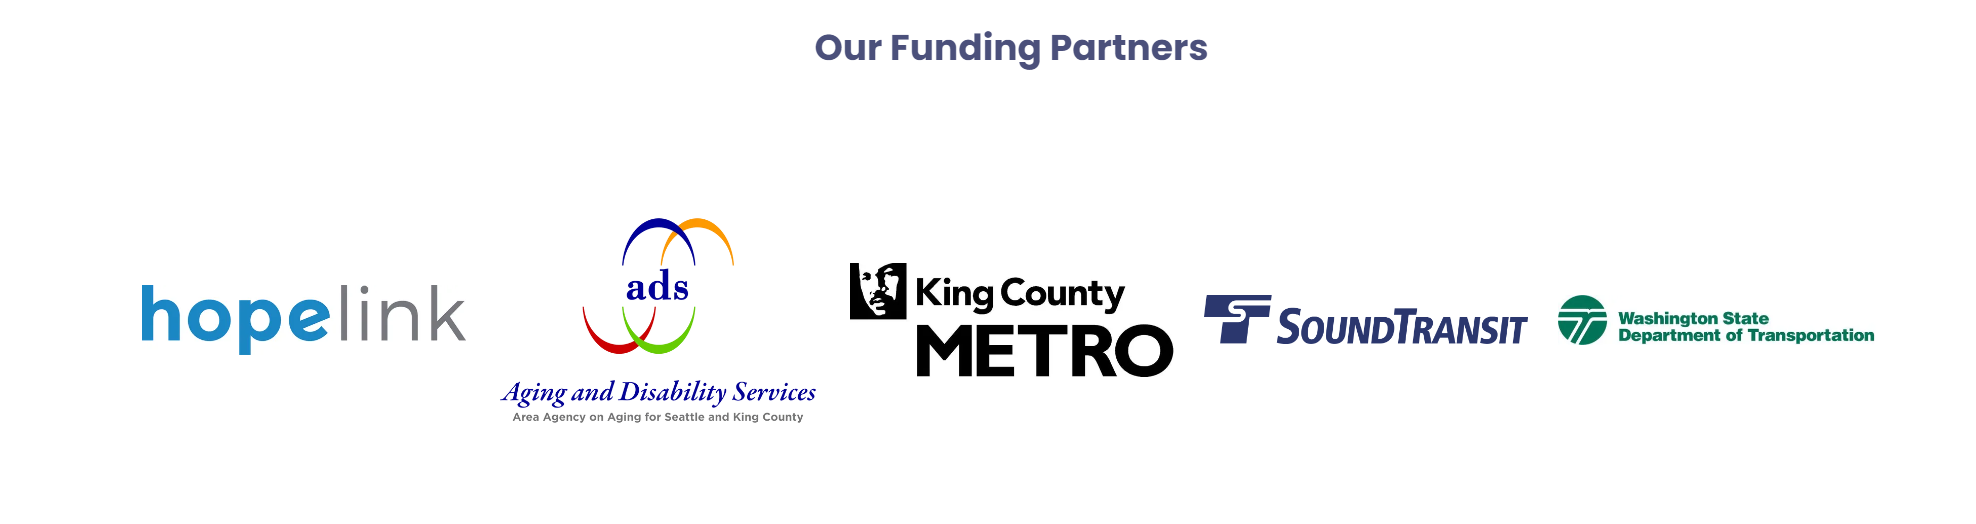 Our Funding Partners
hopelink
ads
Aging and Disability Services
Area Agency on Aging for Seattle and King County
King County
METRO
SOUNDTRANSIT
Washington State
Department of Transportation